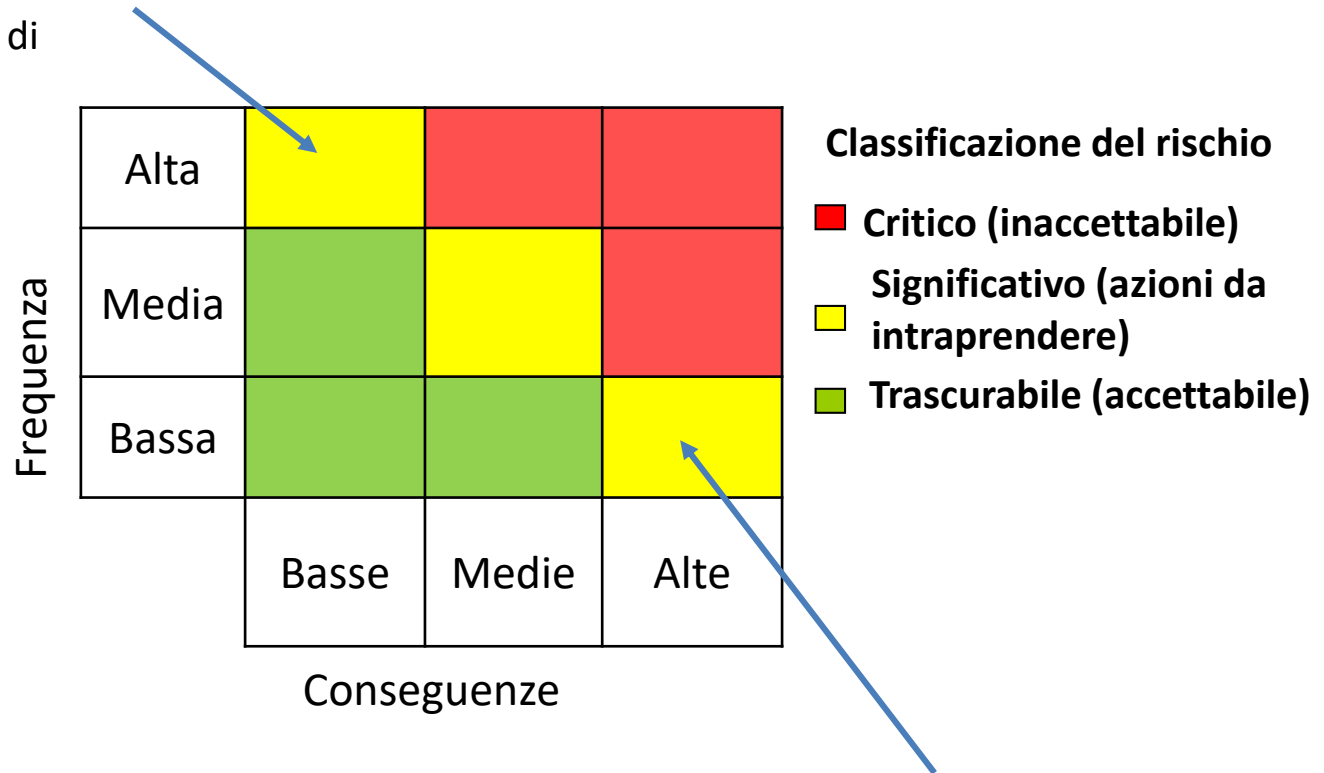 di
Alta
Media
Bassa
Frequenza
Basse
Medie
Alte
Conseguenze
Classificazione del rischio
Critico (inaccettabile)
Significativo (azioni da
intraprendere)
Trascurabile (accettabile)